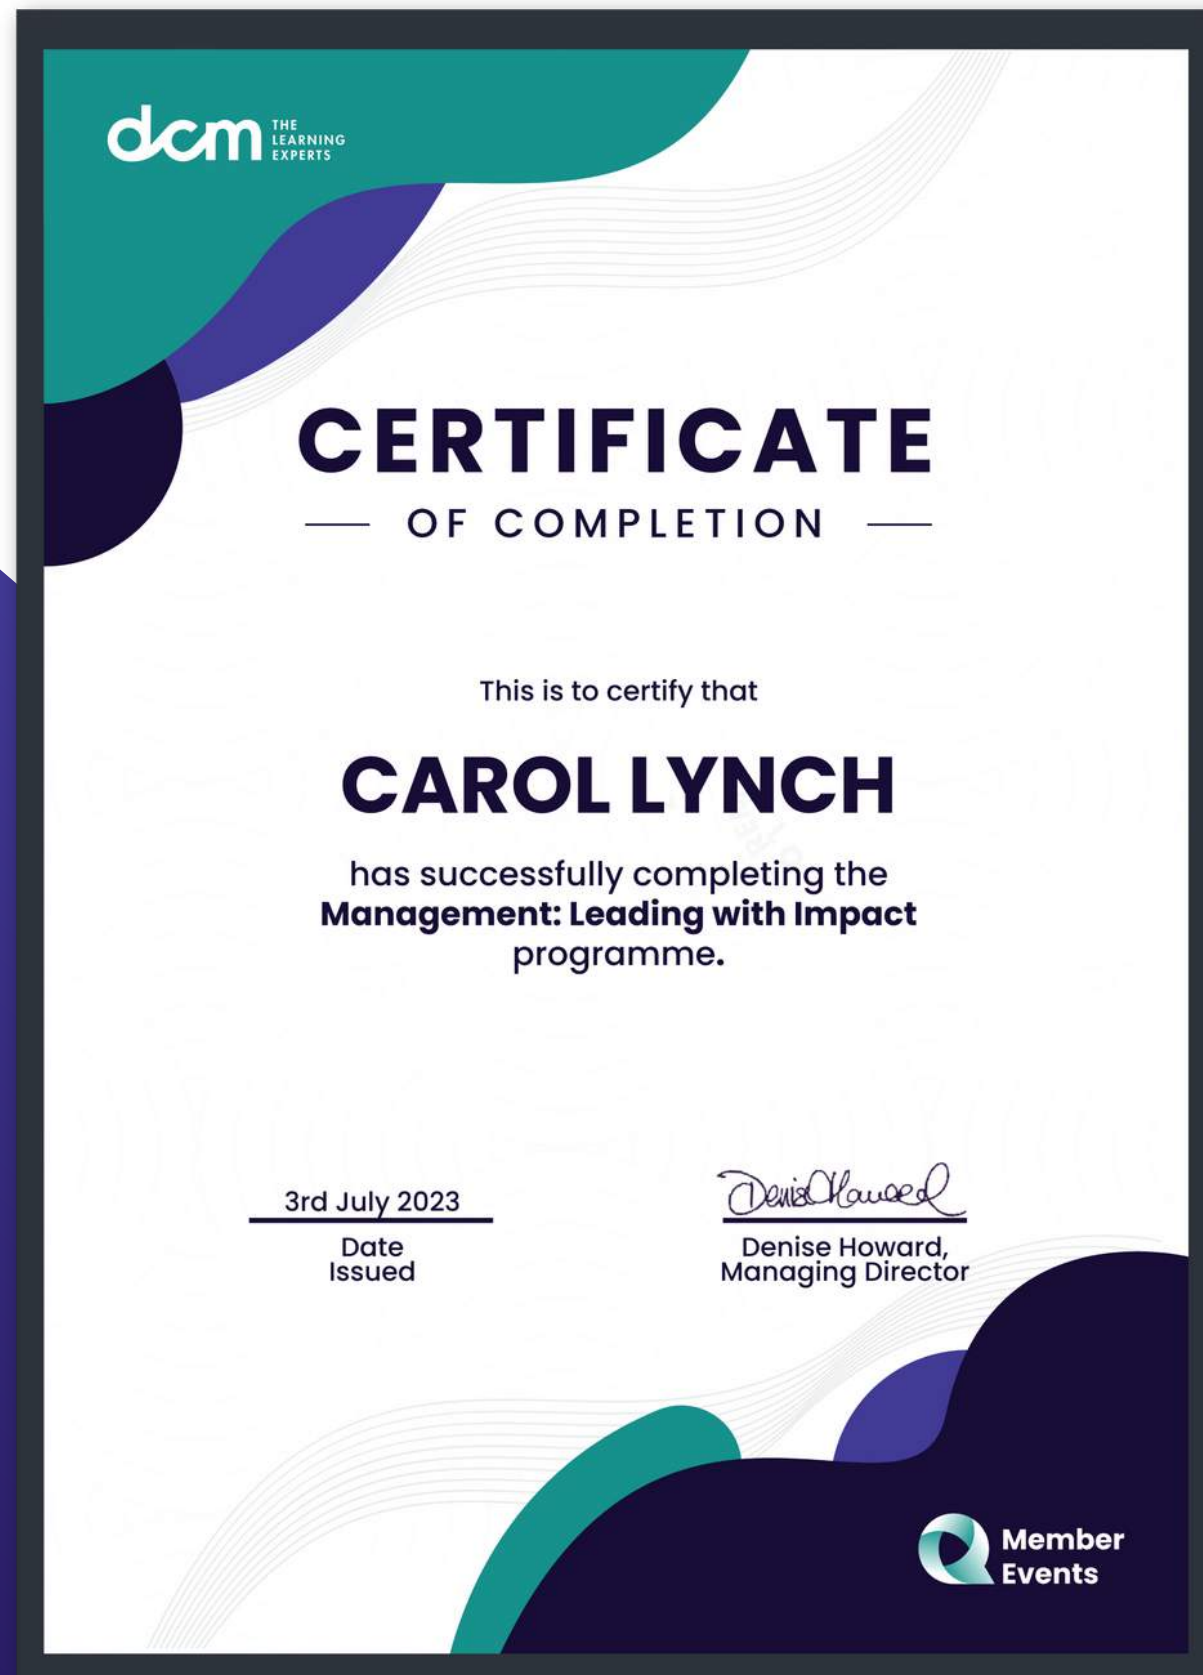 dcm THE
LEARNING
EXPERTS
CERTIFICATE
OF COMPLETION
This is to certify that
CAROL LYNCH
has successfully completing the
Management: Leading with Impact
programme.
3rd July 2023
Date
Issued
Denise Howard
Denise Howard,
Managing Director
Member
Events